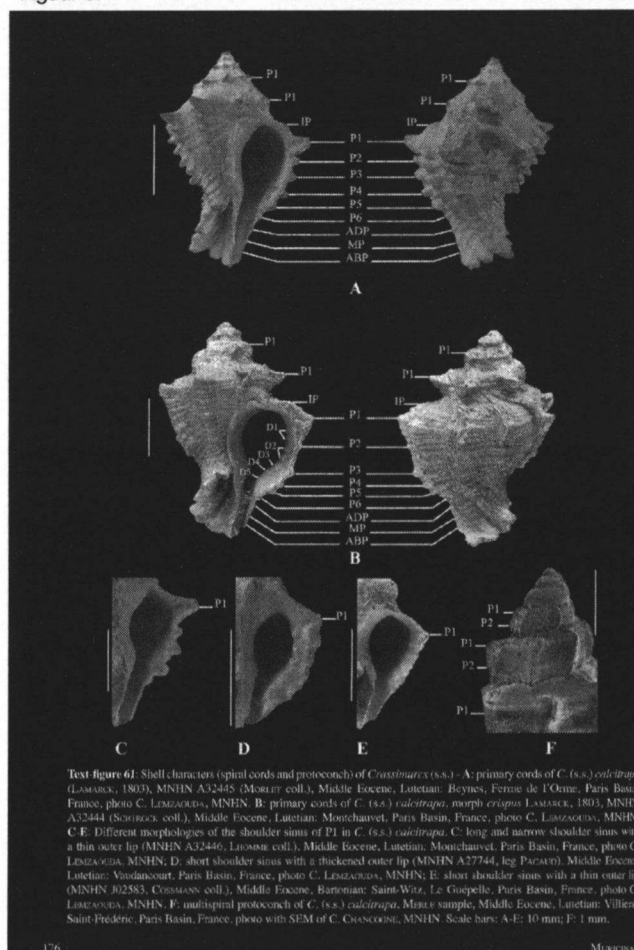 P1
P1
IP
P1
P2
P3
P4
P5
P6
ADP
MP
ABP
P1
P1
IP
A
P1
P1
IP
P1
D1
D2
D3
D4
D5
P2
P3
P4
P5
P6
ADP
MP
ABP
P1
P1
IP
B
P1
P1
P1
P1
P2
P1
P2
P1
C
D
E
F
Text-figure 61: Shell characters (spiral cords and protoconch) of Crassimurex (s.s.) - A: primary cords of C. (s.s.) calcitrapa
(LAMARCK, 1803), MNHN A32445 (MORLET coll.), Middle Eocene, Lutetian: Beynes, Ferme de l'Orme, Paris
France, photo C. LEMZAOUDA, MNHN. B: primary cords of C. (s.s.) calcitrapa, morph crispus LAMARCK, 1803,
A32444 (coll.), Middle Eocene, Lutetian: Montchauvet, Paris Basin, France, photo C. LEMZAOUDA, MNHN.
C-E: Different morphologies of the shoulder sinus of P1 in C. (s.s.) calcitrapa. C: long and narrow shoulder sinus
a thin outer lip (MNHN A32446, LHOMME coll.), Middle Eocene, Lutetian: Montchauvet, Paris Basin, France, photo
LEMZAOUDA, MNHN; D: short shoulder sinus with a thickened outer lip (MNHN A27744, leg PACAUD), Middle
Lutetian: Vaudancourt, Paris Basin, France, photo C. LEMZAOUDA, MNHN; E: short shoulder sinus with a thin outer
(MNHN J02583, COSSMANN coll.), Middle Eocene, Bartonian: Saint-Witz, Le Guépelle, Paris Basin, France, photo
LEMZAOUDA, MNHN. F: multispiral protoconch of C. (s.s.) calcitrapa, MERLE sample, Middle Eocene, Lutetian:
Saint-Frédéric, Paris Basin, France, photo with SEM of C. CHANCOGNE, MNHN. Scale bars: A-E: 10 mm; F: 1 mm.
176